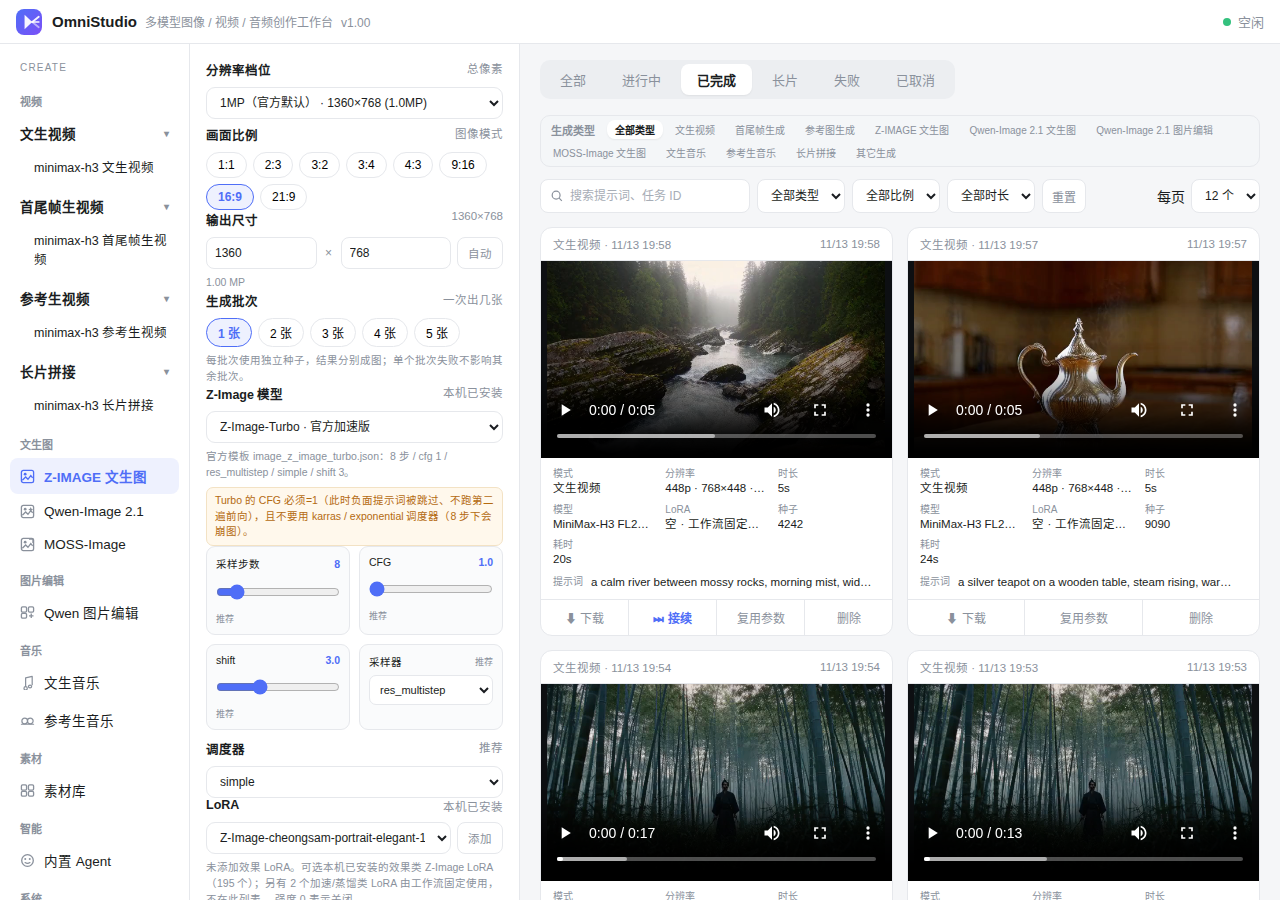 OmniStudio 多模型图像 / 视频 / 音频创作工作台 v1.00
空闲
CREATE
视频
文生视频
minimax-h3 文生视频
首尾帧生视频
minimax-h3 首尾帧生视
频
参考生视频
minimax-h3 参考生视频
长片拼接
minimax-h3 长片拼接
文生图
Z-IMAGE 文生图
Qwen-Image 2.1
MOSS-Image
图片编辑
Qwen 图片编辑
音乐
文生音乐
参考生音乐
素材
素材库
智能
内置 Agent
系统
分辨率档位 总像素
1MP（官方默认） · 1360×768 (1.0MP)
画面比例 图像模式
1:1 2:3 3:2 3:4 4:3 9:16
16:9 21:9
输出尺寸 1360×768
1360 × 768 自动
1.00 MP
生成批次 一次出几张
1 张 2 张 3 张 4 张 5 张
每批次使用独立种子，结果分别成图；单个批次失败不影响其
余批次。
Z-Image 模型 本机已安装
Z-Image-Turbo · 官方加速版
官方模板 image_z_image_turbo.json：8 步 / cfg 1 /
res_multistep / simple / shift 3。
Turbo 的 CFG 必须=1（此时负面提示词被跳过、不跑第二
遍前向），且不要用 karras / exponential 调度器（8 步下会
崩图）。
采样步数 8
推荐
CFG 1.0
推荐
shift 3.0
推荐
采样器 推荐
res_multistep
调度器 推荐
simple
LoRA 本机已安装
Z-Image-cheongsam-portrait-elegant-1 添加
未添加效果 LoRA。可选本机已安装的效果类 Z-Image LoRA
（195 个）；另有 2 个加速/蒸馏类 LoRA 由工作流固定使用，
不在此列表。 强度 0 表示关闭
全部 进行中 已完成 长片 失败 已取消
生成类型 全部类型 文生视频 首尾帧生成 参考图生成 Z-IMAGE 文生图 Qwen-Image 2.1 文生图 Qwen-Image 2.1 图片编辑
MOSS-Image 文生图 文生音乐 参考生音乐 长片拼接 其它生成
搜索提示词、任务 ID 全部类型 全部比例 全部时长 重置 每页 12 个
文生视频 · 11/13 19:58 11/13 19:58
0:00 / 0:05
模式 分辨率 时长
文生视频 448p · 768×448 ·… 5s
模型 LoRA 种子
MiniMax-H3 FL2… 空 · 工作流固定… 4242
耗时
20s
提示词 a calm river between mossy rocks, morning mist, wid…
下载 接续 复用参数 删除
文生视频 · 11/13 19:57 11/13 19:57
0:00 / 0:05
模式 分辨率 时长
文生视频 448p · 768×448 ·… 5s
模型 LoRA 种子
MiniMax-H3 FL2… 空 · 工作流固定… 9090
耗时
24s
提示词 a silver teapot on a wooden table, steam rising, war…
下载 复用参数 删除
文生视频 · 11/13 19:54 11/13 19:54
0:00 / 0:17
模式 分辨率 时长
文生视频 · 11/13 19:53 11/13 19:53
0:00 / 0:13
模式 分辨率 时长